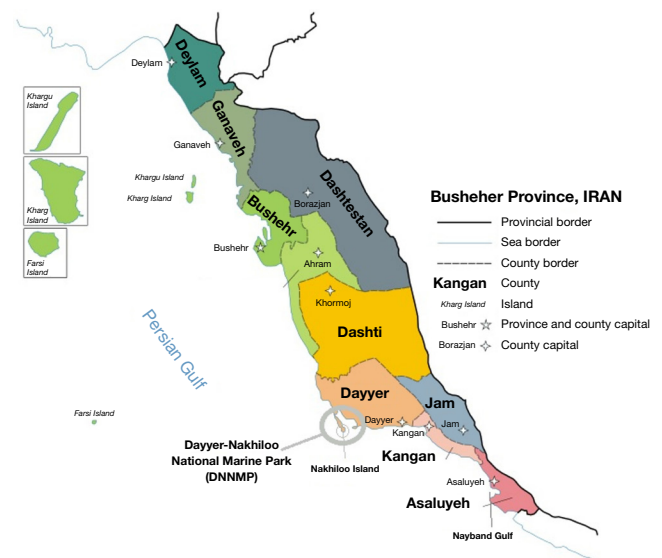 Deylam
Deylam
Khargu
Island
Ganaveh
Ganaveh
Khargu Island
Kharg Island
Kharg
Island
Dashtestan
Borazjan
Bushehr
Bushehr
Farsi
Island
Ahram
Khormoj
Dashti
Persian Gulf
Busheher Province, IRAN
Provincial border
Sea border
County border
Kangan County
Kharg Island Island
Bushehr Province and county capital
Borazjan County capital
Dayyer
Jam
Farsi Island
Dayyer
Jam
Kangan
Dayyer-Nakhiloo
National Marine Park
(DNNMP)
Nakhiloo Island
Kangan
Asaluyeh
Asaluyeh
Nayband Gulf